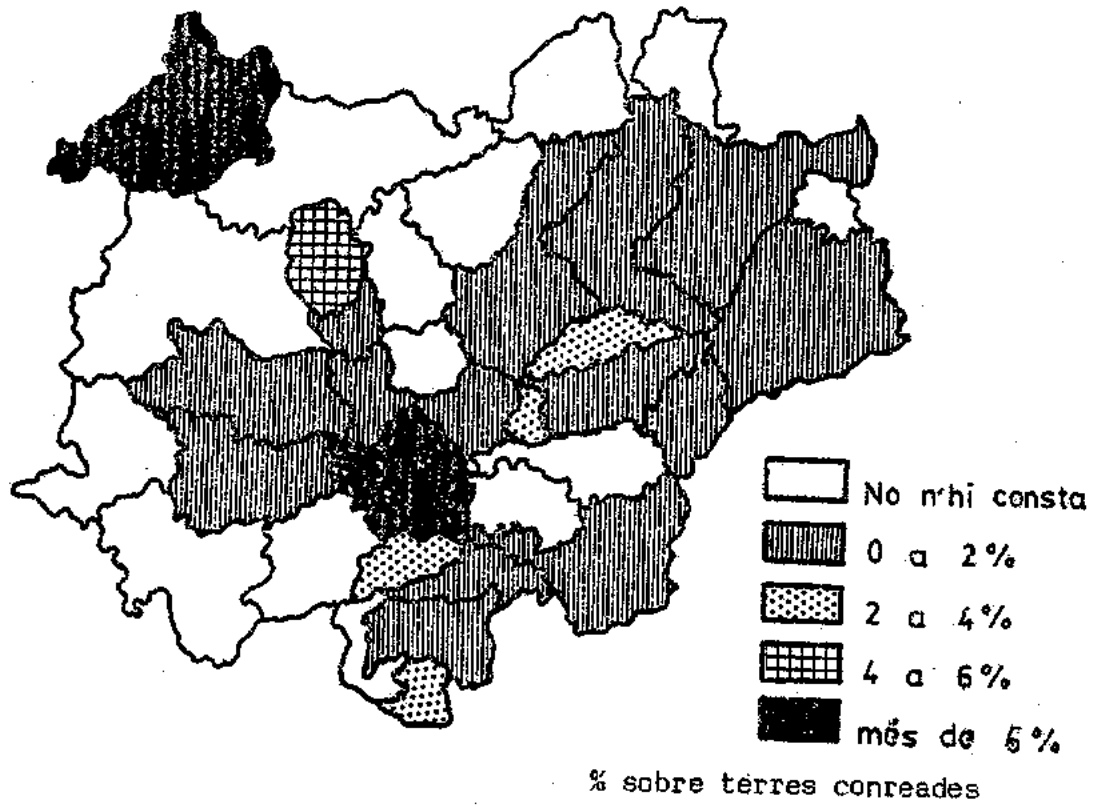 No n'hi consta
0 a 2%
2 a 4%
4 a 6%
més de 6%
% sobre terres conreades